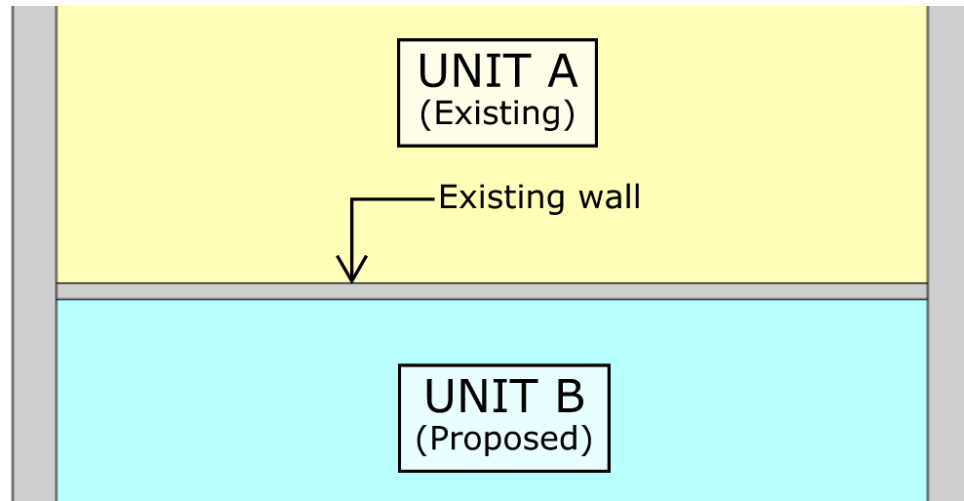 UNIT A
(Existing)
Existing wall
UNIT B
(Proposed)